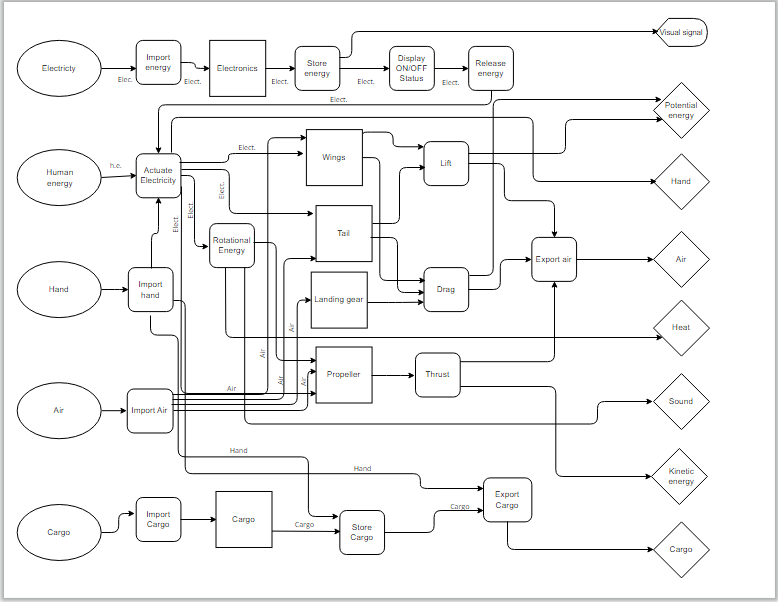 Visual signal
Electricty
Import
energy
Electronics
Store
energy
Display
ON/OFF
Status
Release
energy
Elec.
Elect.
Elect.
Elect.
Elect.
Elect.
Potential
energy
Human
energy
h.e.
Actuate
Electricity
Elect.
Wings
Lift
Hand
Elect.
Elect.
Elect.
Rotational
Energy
Tail
Export air
Air
Hand
Import
hand
Landing gear
Drag
Heat
Air
Air
Air
Air
Propeller
Thrust
Air
Import Air
Sound
Hand
Hand
Kinetic
energy
Cargo
Import
Cargo
Cargo
Cargo
Store
Cargo
Cargo
Export
Cargo
Cargo